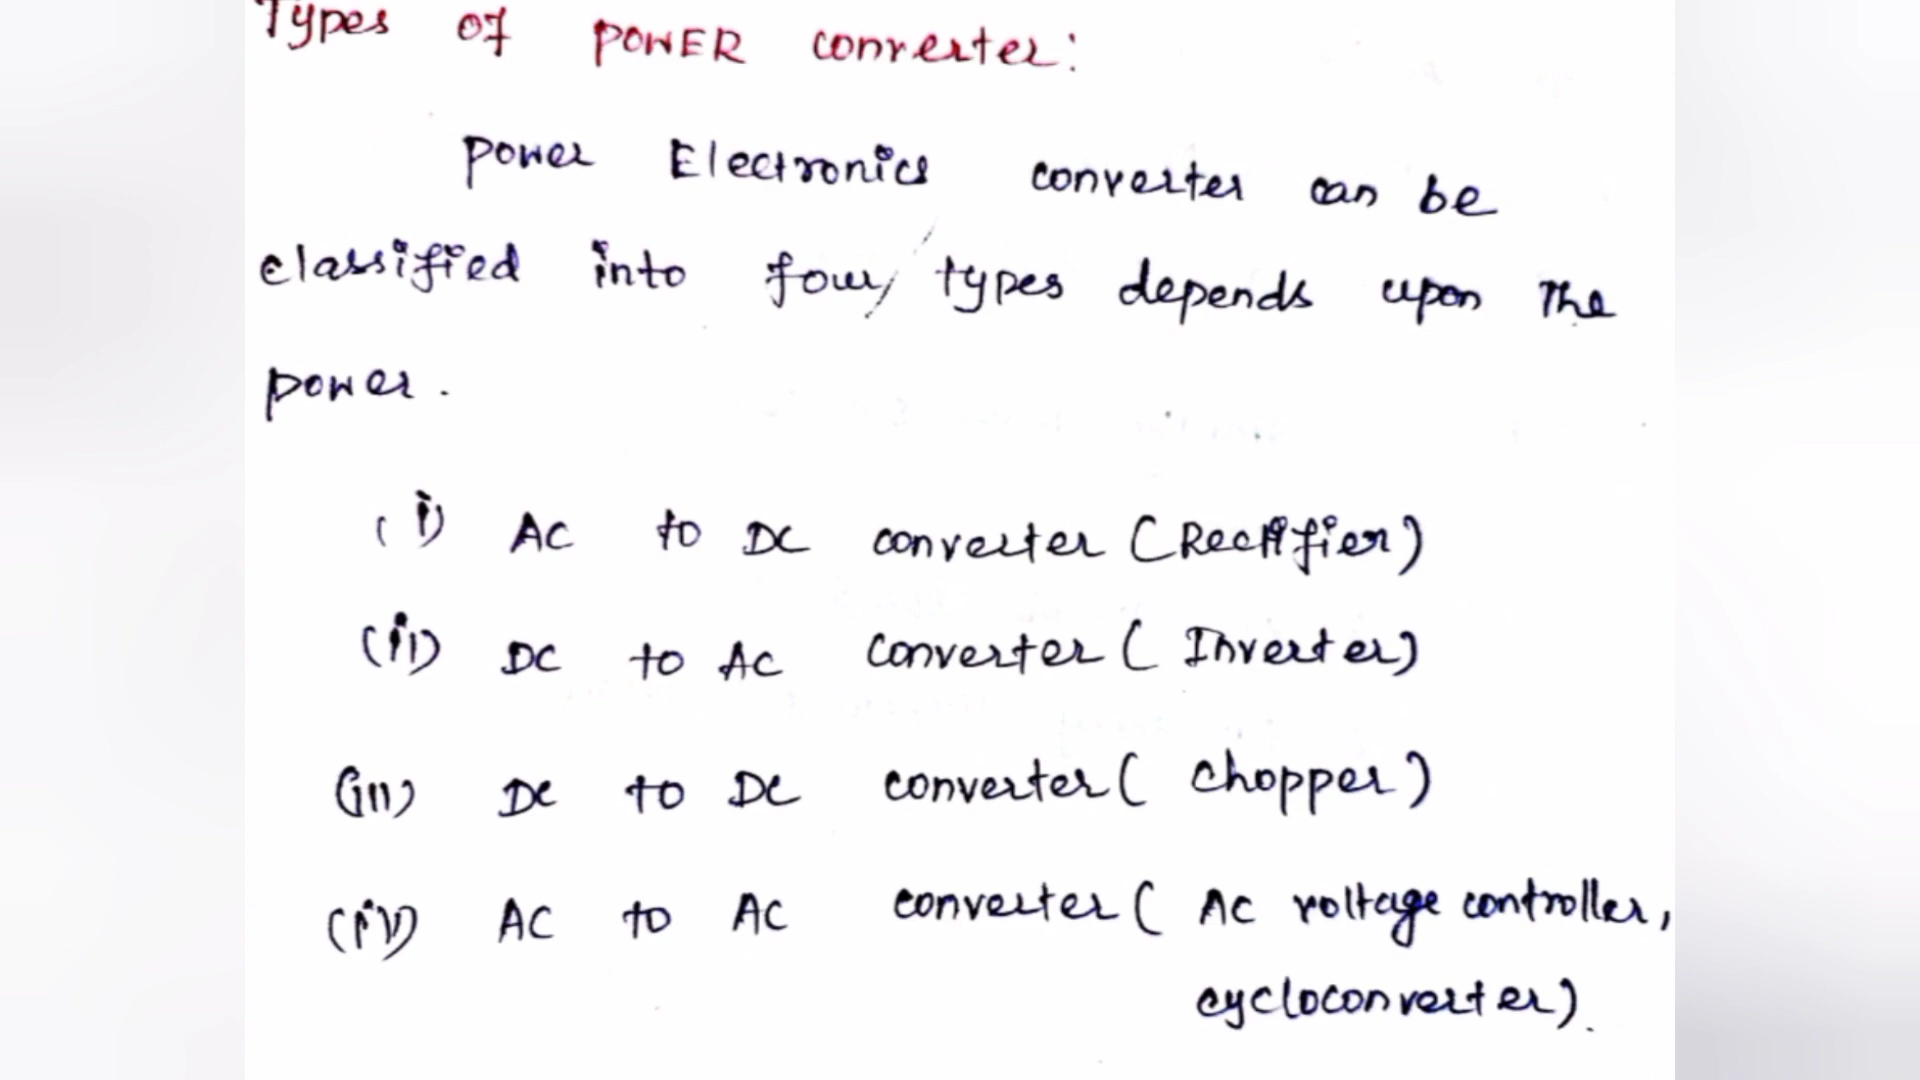 Types of POWER converter:
Power Electronics converter can be
classified into four types depends upon The
power.
(i) AC to DC converter (Rectifier)
(ii) DC to AC converter ( Inverter)
(iii) DC to DC converter ( chopper)
(iv) AC to AC converter ( AC voltage controller,
cycloconverter).